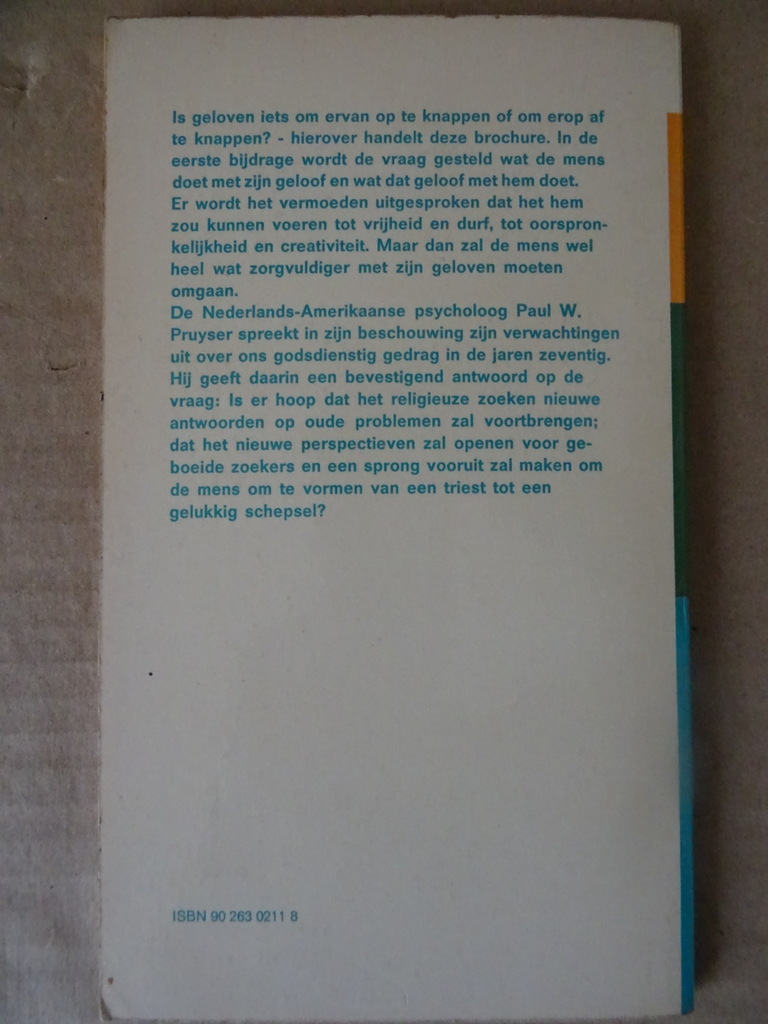 Is geloven iets om ervan op te knappen of om erop af
te knappen? - hierover handelt deze brochure. In de
eerste bijdrage wordt de vraag gesteld wat de mens
doet met zijn geloof en wat dat geloof met hem doet.
Er wordt het vermoeden uitgesproken dat het hem
zou kunnen voeren tot vrijheid en durf, tot oorspron-
kelijkheid en creativiteit. Maar dan zal de mens wel
heel wat zorgvuldiger met zijn geloven moeten
omgaan.
De Nederlands-Amerikaanse psycholoog Paul W.
Pruyser spreekt in zijn beschouwing zijn verwachtingen
uit over ons godsdienstig gedrag in de jaren zeventig.
Hij geeft daarin een bevestigend antwoord op de
vraag: Is er hoop dat het religieuze zoeken nieuwe
antwoorden op oude problemen zal voortbrengen;
dat het nieuwe perspectieven zal openen voor ge-
boeide zoekers en een sprong vooruit zal maken om
de mens om te vormen van een triest tot een
gelukkig schepsel?
ISBN 90 263 0211 8